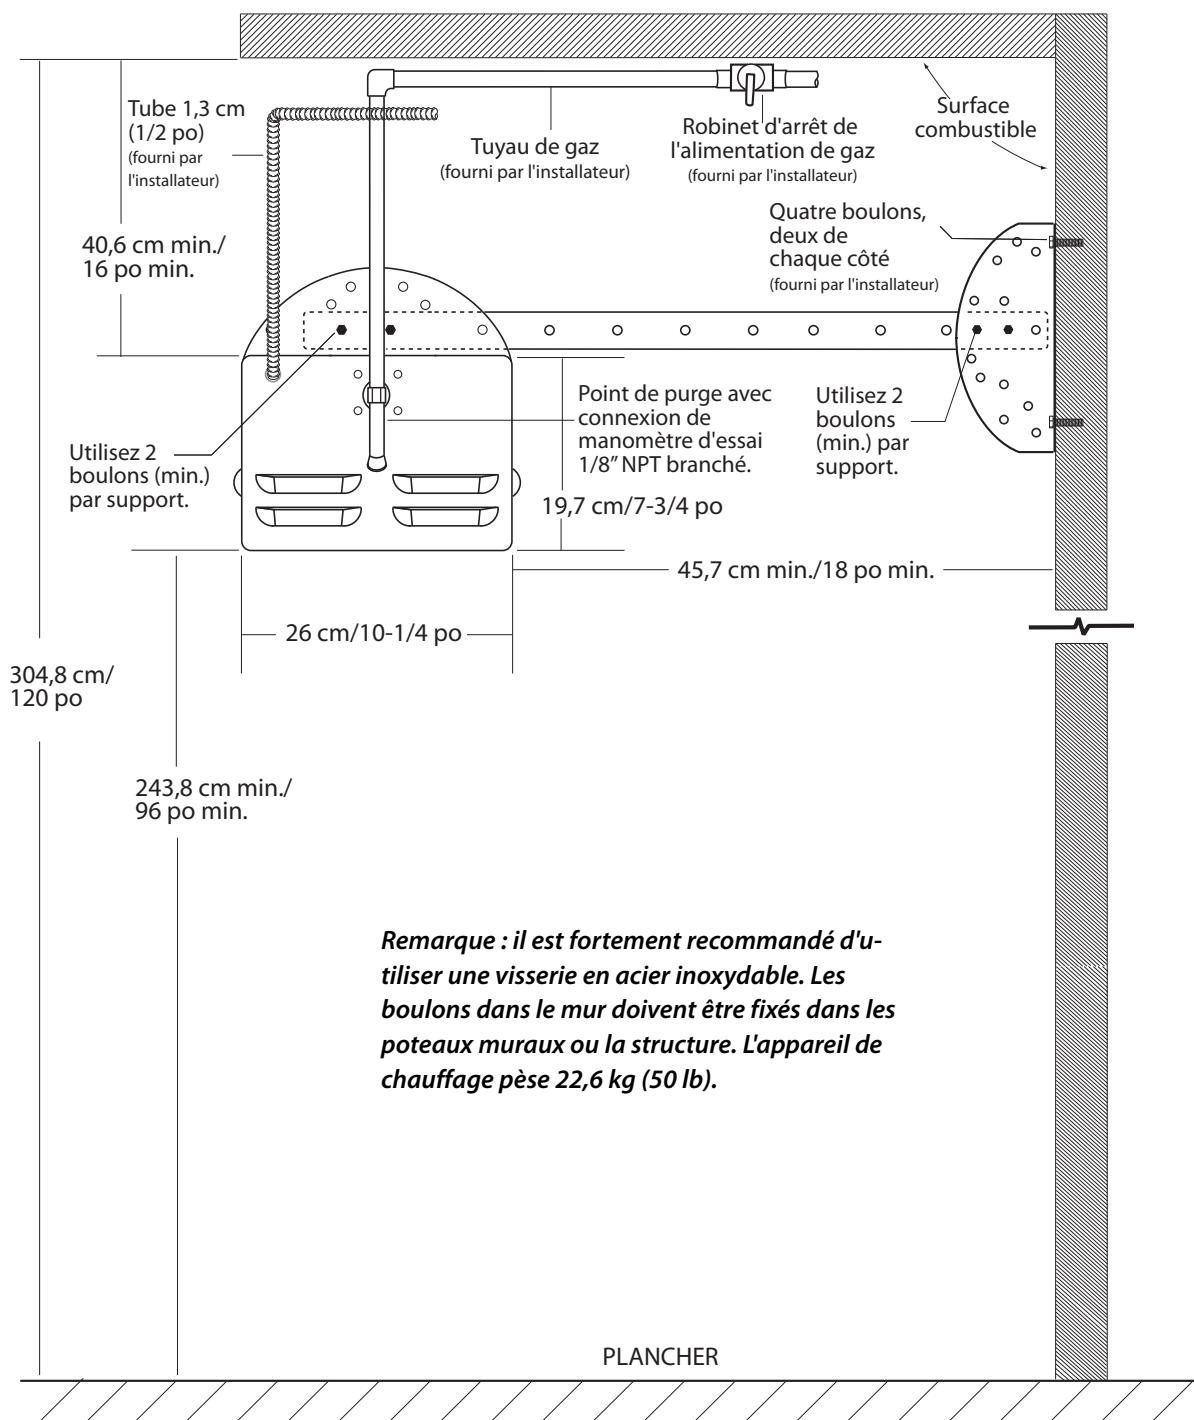 Tube 1,3 cm
(1/2 po)
(fourni par
l'installateur)
Tuyau de gaz
(fourni par l'installateur)
Robinet d'arrêt de
l'alimentation de gaz
(fourni par l'installateur)
Surface
combustible
Quatre boulons,
deux de
chaque côté
(fourni par l'installateur)
40,6 cm min./
16 po min.
Utilisez 2
boulons (min.)
par support.
Point de purge avec
connexion de
manomètre d'essai
1/8” NPT branché.
Utilisez 2
boulons
(min.) par
support.
19,7 cm/7-3/4 po
45,7 cm min./18 po min.
26 cm/10-1/4 po
304,8 cm/
120 po
243,8 cm min./
96 po min.
Remarque : il est fortement recommandé d'u-
tiliser une visserie en acier inoxydable. Les
boulons dans le mur doivent être fixés dans les
poteaux muraux ou la structure. L'appareil de
chauffage pèse 22,6 kg (50 lb).
PLANCHER